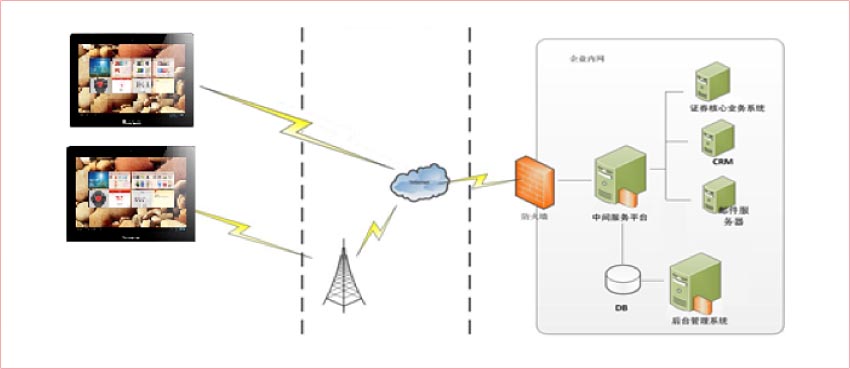 企业内网
证券核心业务系统
Internet
CRM
防火墙
中间服务平台
邮件服
务器
DB
后台管理系统